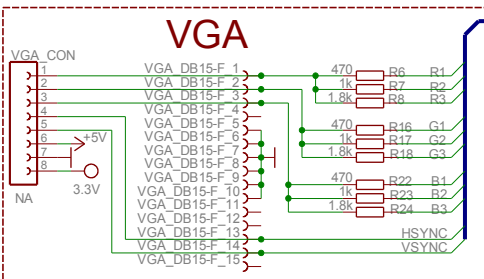 VGA
VGA_CON
1
2
3
4
5
6
7
8
+5V
3.3V
NA
VGA_DB15-F_1
VGA_DB15-F_2
VGA_DB15-F_3
VGA_DB15-F_4
VGA_DB15-F_5
VGA_DB15-F_6
VGA_DB15-F_7
VGA_DB15-F_8
VGA_DB15-F_9
VGA_DB15-F_10
VGA_DB15-F_11
VGA_DB15-F_12
VGA_DB15-F_13
VGA_DB15-F_14
VGA_DB15-F_15
470 R6 R1
1k R7 R2
1.8k R8 R3
470 R16 G1
1k R17 G2
1.8k R18 G3
470 R22 B1
1k R23 B2
1.8k R24 B3
HSYNC
VSYNC